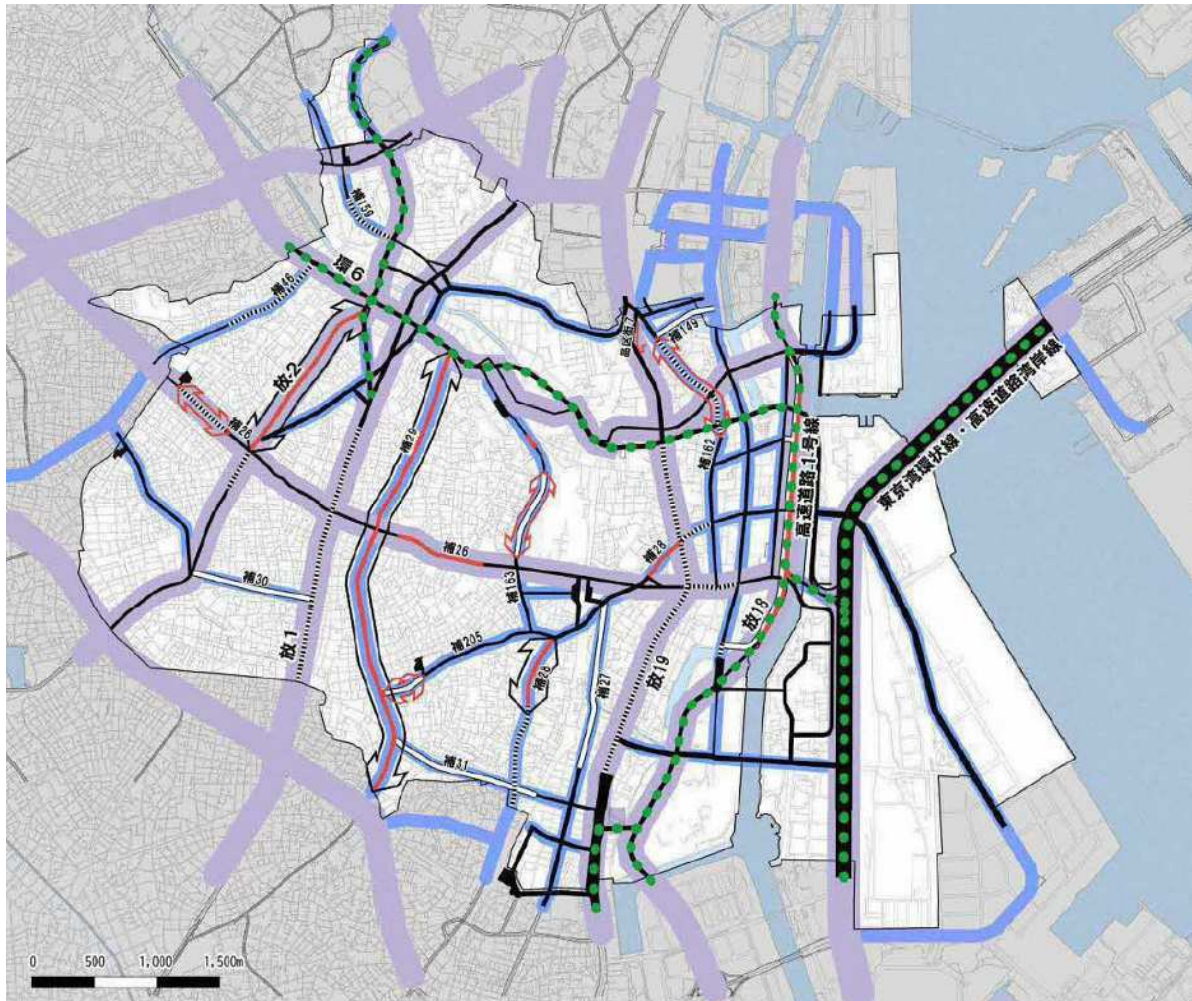 補159
環6
補46
放-2
補26
補29
補149
補162
高速道路1号線
東京湾環状線・高速道路湾岸線
補26
補28
補163
補30
放1
補205
補28
補27
放19
放18
補31
0 500 1,000 1,500m